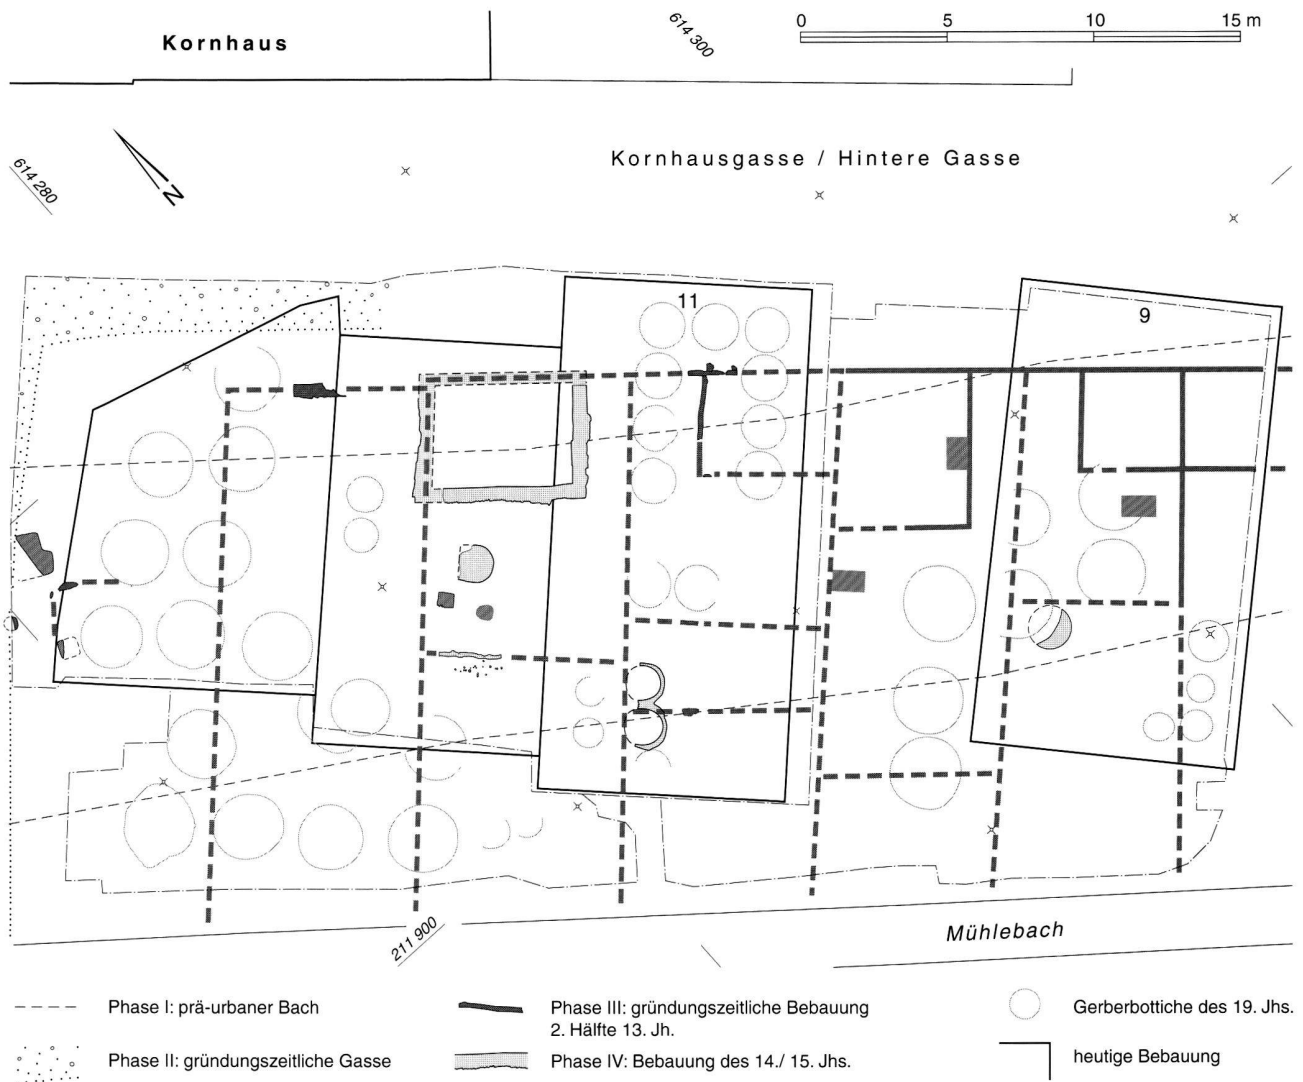 Kornhaus
614 300
0 5 10 15 m
Kornhausgasse / Hintere Gasse
614 280
N
11
9
211 900
Mühlebach
Phase I: prä-urbaner Bach
Phase II: gründungszeitliche Gasse
Phase III: gründungszeitliche Bebauung
2. Hälfte 13. Jh.
Phase IV: Bebauung des 14./ 15. Jhs.
Gerberbottiche des 19. Jhs.
heutige Bebauung